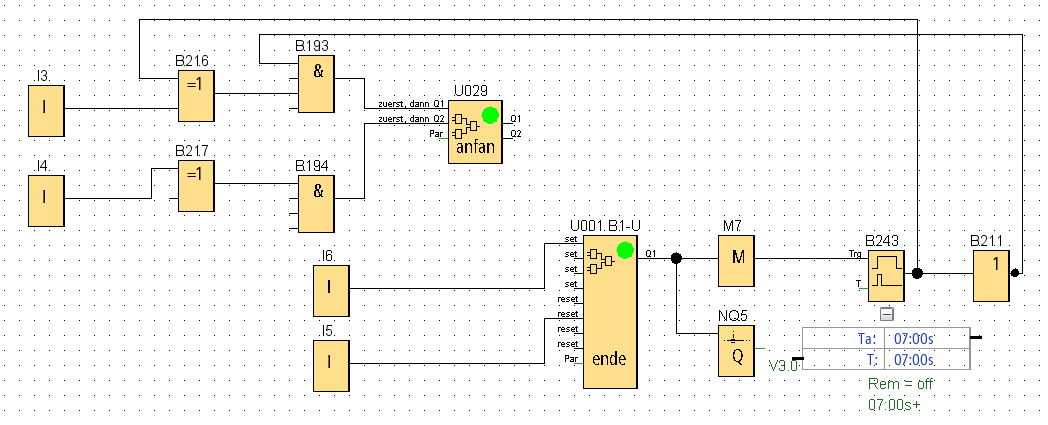 B193
B216
&
I3.
=1
I
U029
zuerst, dann Q1
zuerst, dann Q2
Q1
Par
Q2
anfan
B217
I4.
B194
=1
&
I
U001.B1-U
M7
set
B243
B211
I6.
set
Q1
M
Trg
1
set
I
set
T
reset
reset
NQ5
I5.
reset
Ta:
07:00s
reset
Q
ende
Par
V3.0
T:
07:00s
I
Rem = off
07:00s+